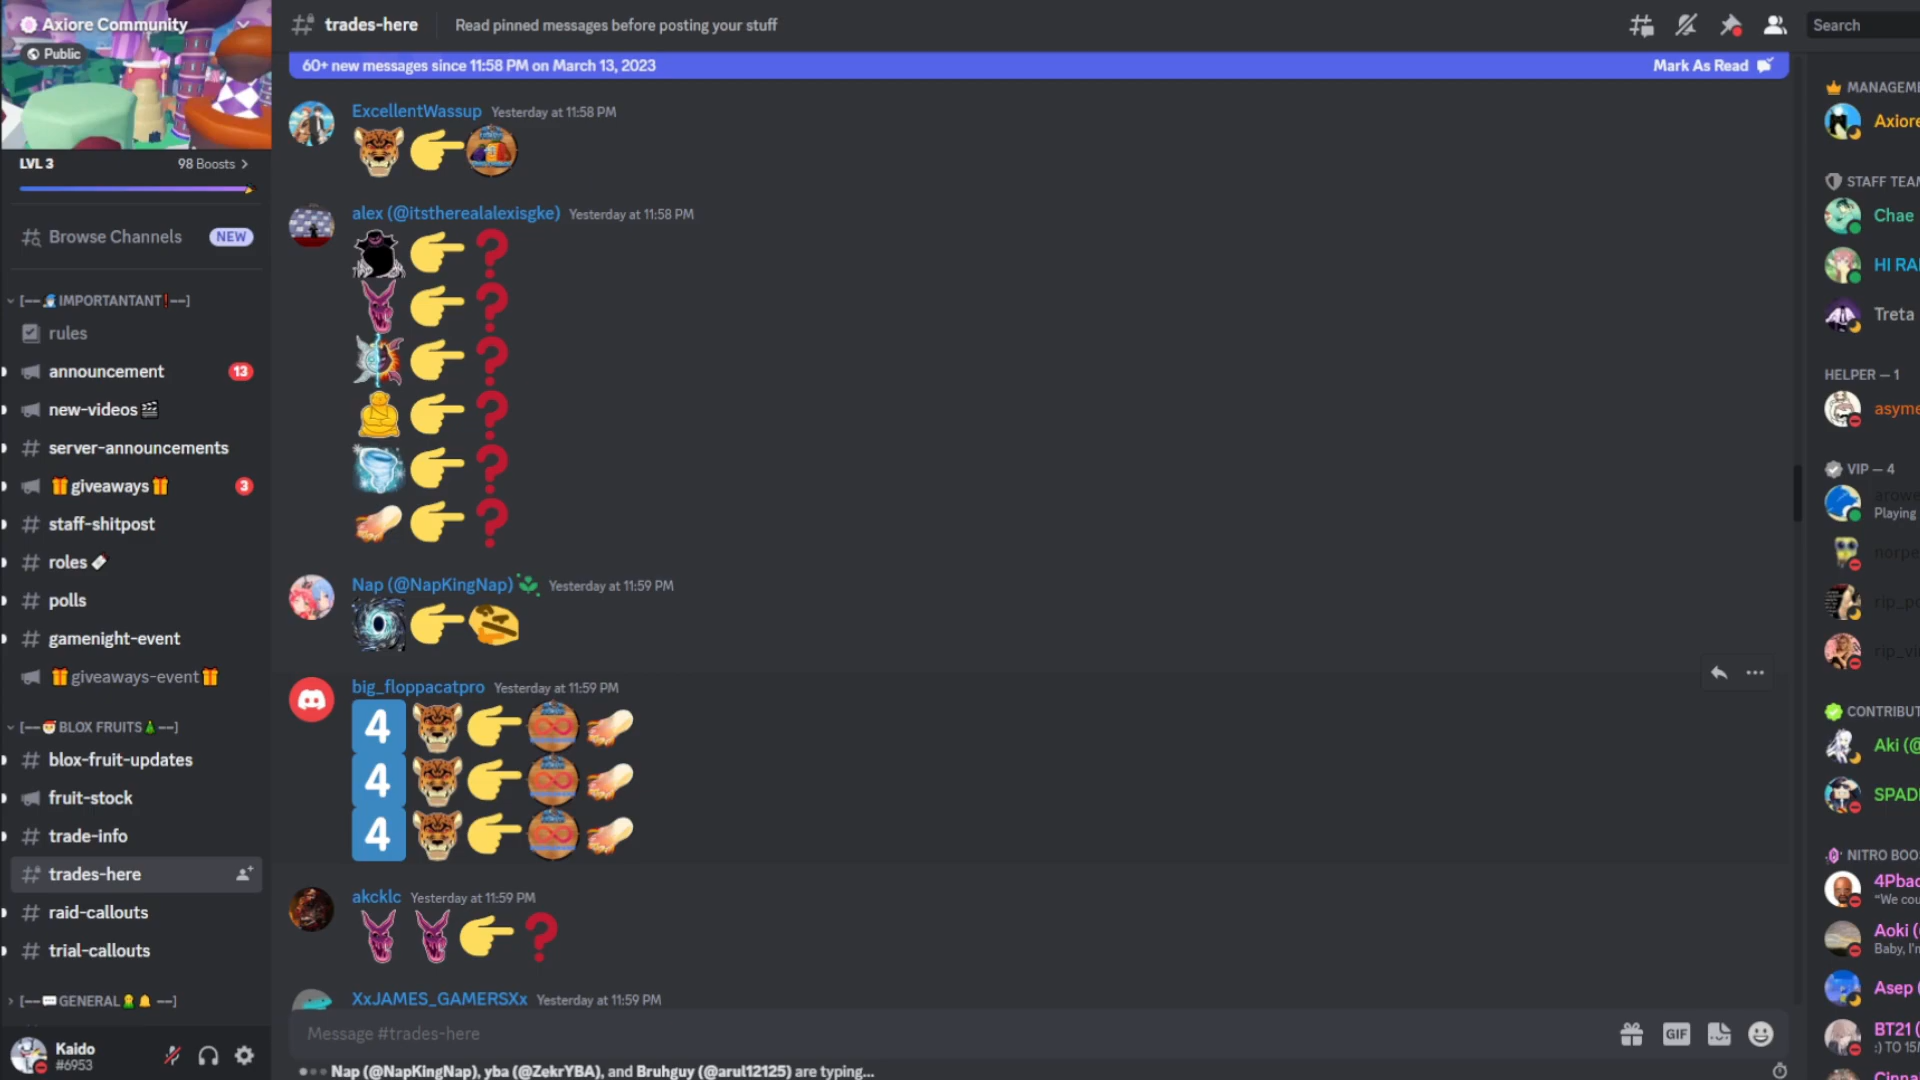 Axiore Community
Public
LVL 3
98 Boosts
Browse Channels
NEW
[––IMPORTANTANT❗––]
rules
announcement
13
new-videos
server-announcements
giveaways
3
staff-shitpost
roles
polls
gamenight-event
giveaways-event
[––BLOX FRUITS––]
blox-fruit-updates
fruit-stock
trade-info
trades-here
raid-callouts
trial-callouts
[––GENERAL ––]
Kaido
#6953
trades-here
Read pinned messages before posting your stuff
Search
60+ new messages since 11:58 PM on March 13, 2023
Mark As Read
ExcellentWassup Yesterday at 11:58 PM
alex (@itstherealalexisgke) Yesterday at 11:58 PM
Nap (@NapKingNap) Yesterday at 11:59 PM
big_floppacatpro Yesterday at 11:59 PM
4
4
4
akcklc Yesterday at 11:59 PM
XxJAMES_GAMERSXx Yesterday at 11:59 PM
Message #trades-here
GIF
Nap (@NapKingNap), yba (@ZekrYBA), and Bruhguy (@arul12125) are typing...
MANAGEME
Axiore
STAFF TEAM
Chae
HI RA
Treta
HELPER — 1
asyme
VIP — 4
arowe
Playing
norpe
rip_p
rip_vi
CONTRIBUT
Aki (@
SPAD
NITRO BOO
4Pbac
"We cou
Aoki (
Baby, I'm
Asep (
BT21 (
:) TO 15
Cinna